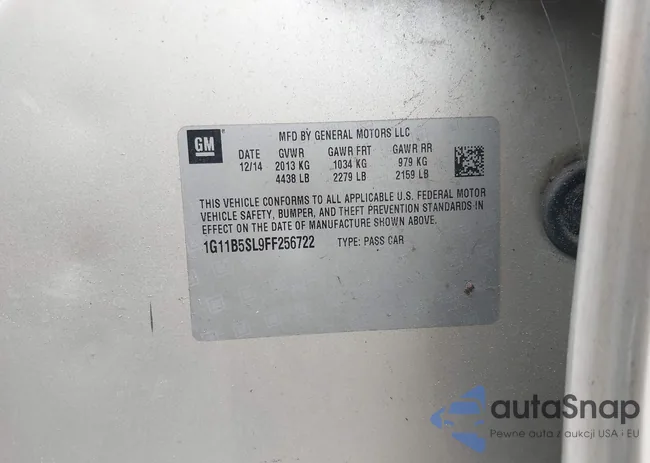 GM
MFD BY GENERAL MOTORS LLC
DATE GVWR GAWR FRT GAWR RR
12/14 2013 KG 1034 KG 979 KG
4438 LB 2279 LB 2159 LB
THIS VEHICLE CONFORMS TO ALL APPLICABLE U.S. FEDERAL MOTOR
VEHICLE SAFETY, BUMPER, AND THEFT PREVENTION STANDARDS IN
EFFECT ON THE DATE OF MANUFACTURE SHOWN ABOVE.
1G11B5SL9FF256722 TYPE: PASS CAR
autaSnap
Pewne auta z aukcji USA i EU